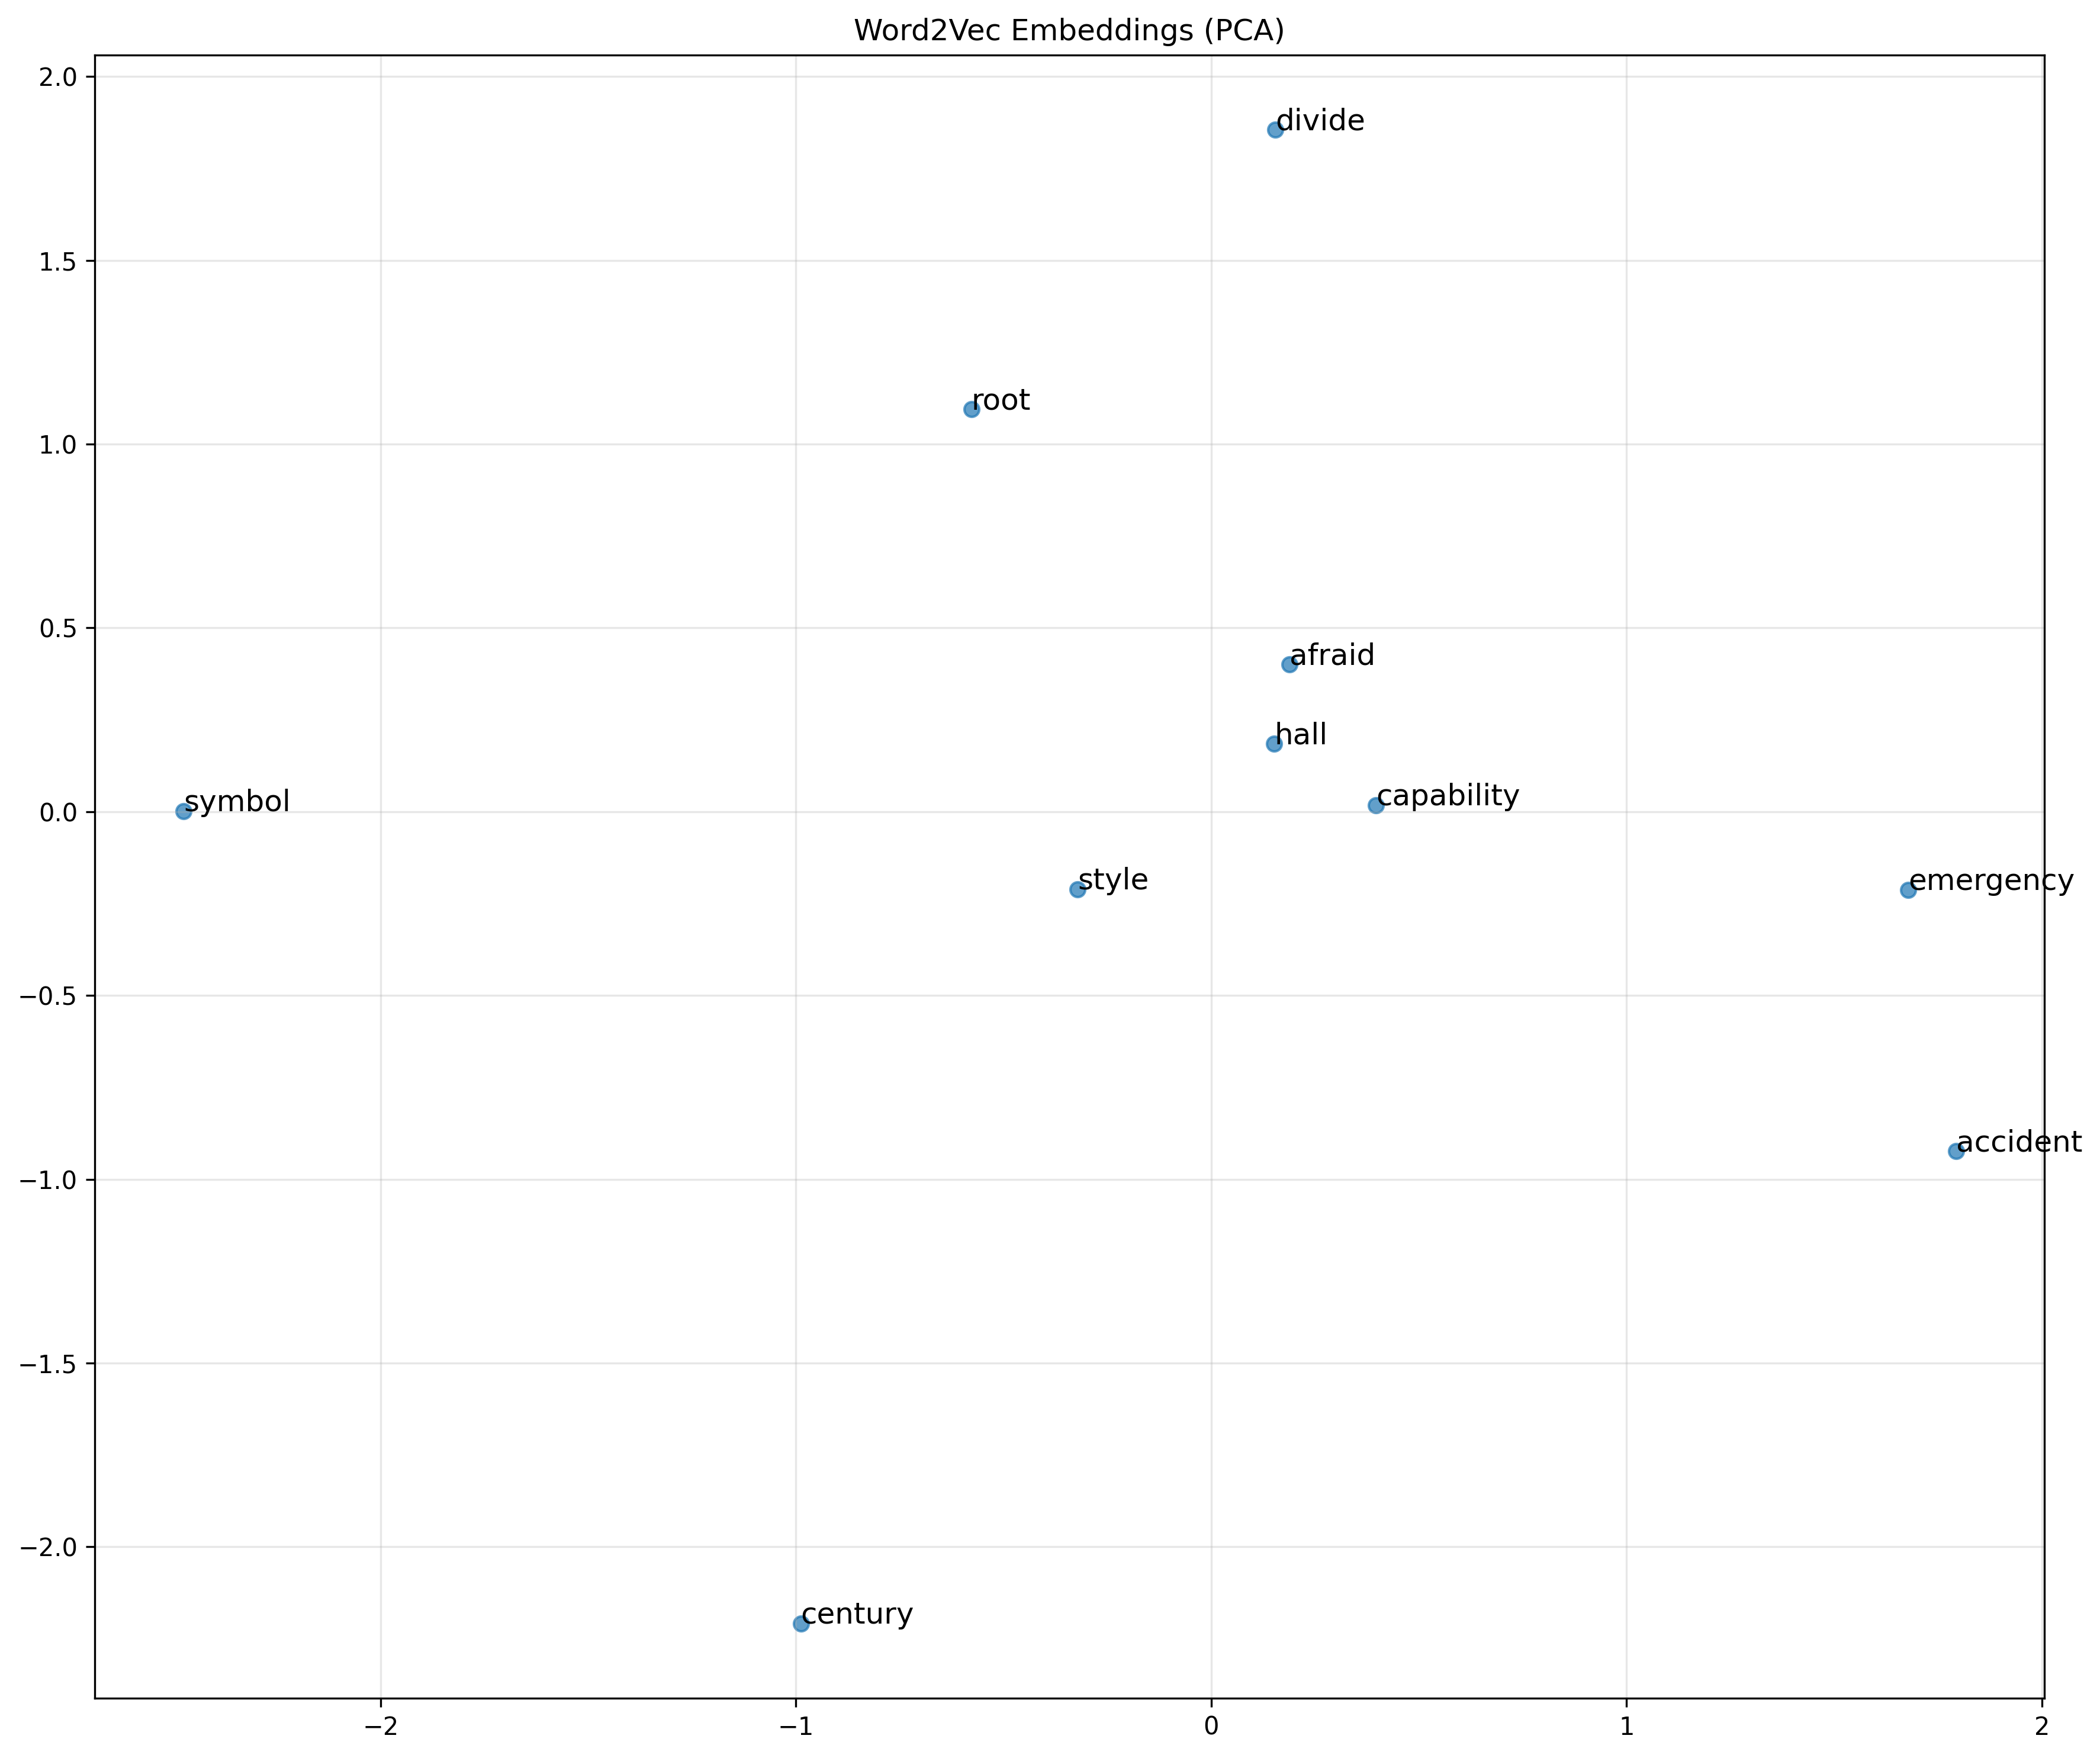 Word2Vec Embeddings (PCA)
2.0
divide
1.5
root
1.0
0.5
afraid
hall
symbol
capability
0.0
style
emergency
−0.5
accident
−1.0
−1.5
−2.0
century
−2
−1
0
1
2